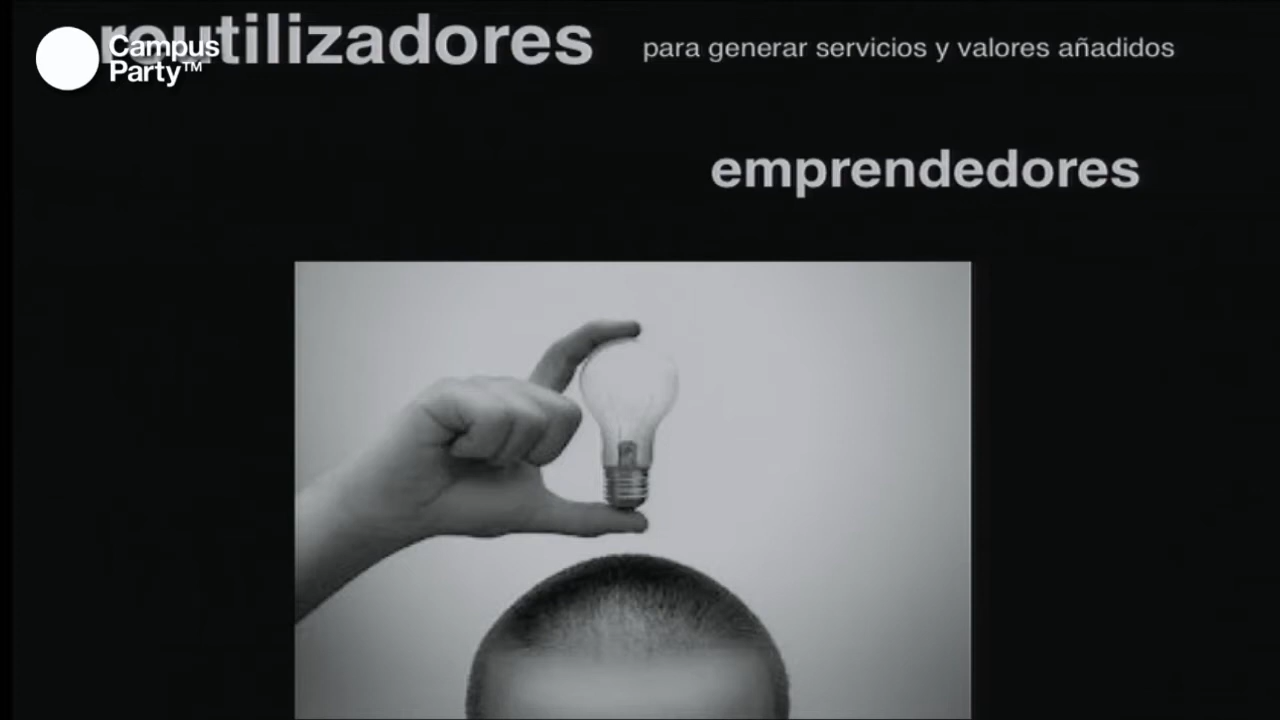 reutilizadores para generar servicios y valores añadidos
Campus
Party™
emprendedores